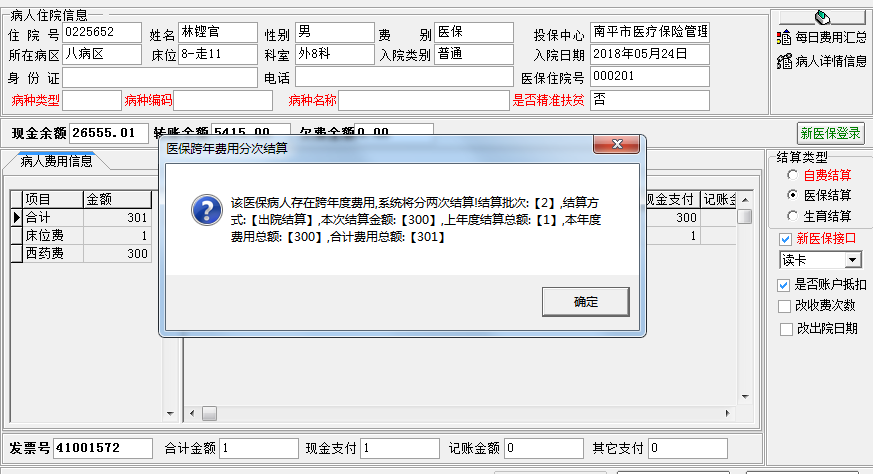 病人住院信息
住 院 号 0225652 姓名 林铿官 性别 男 费 别 医保 投保中心 南平市医疗保险管理
所在病区 八病区 床位 8-走11 科室 外8科 入院类别 普通 入院日期 2018年05月24日
身 份 证 电话 医保住院号 000201
病种类型 病种编码 病种名称 是否精准扶贫 否
每日费用汇总
病人详情信息
现金余额 26555.01 转账金额 5415.00 欠费金额 0.00
新医保登录
病人费用信息
项目 金额
合计 301
床位费 1
西药费 300
医保跨年费用分次结算
该医保病人存在跨年度费用,系统将分两次结算!结算批次:【2】,结算方
式:【出院结算】,本次结算金额:【300】,上年度结算总额:【1】,本年度
费用总额:【300】,合计费用总额:【301】
确定
现金支付 记账金
300
1
结算类型
自费结算
医保结算
生育结算
新医保接口
读卡
是否账户抵扣
改收费次数
改出院日期
发票号 41001572 合计金额 1 现金支付 1 记账金额 0 其它支付 0